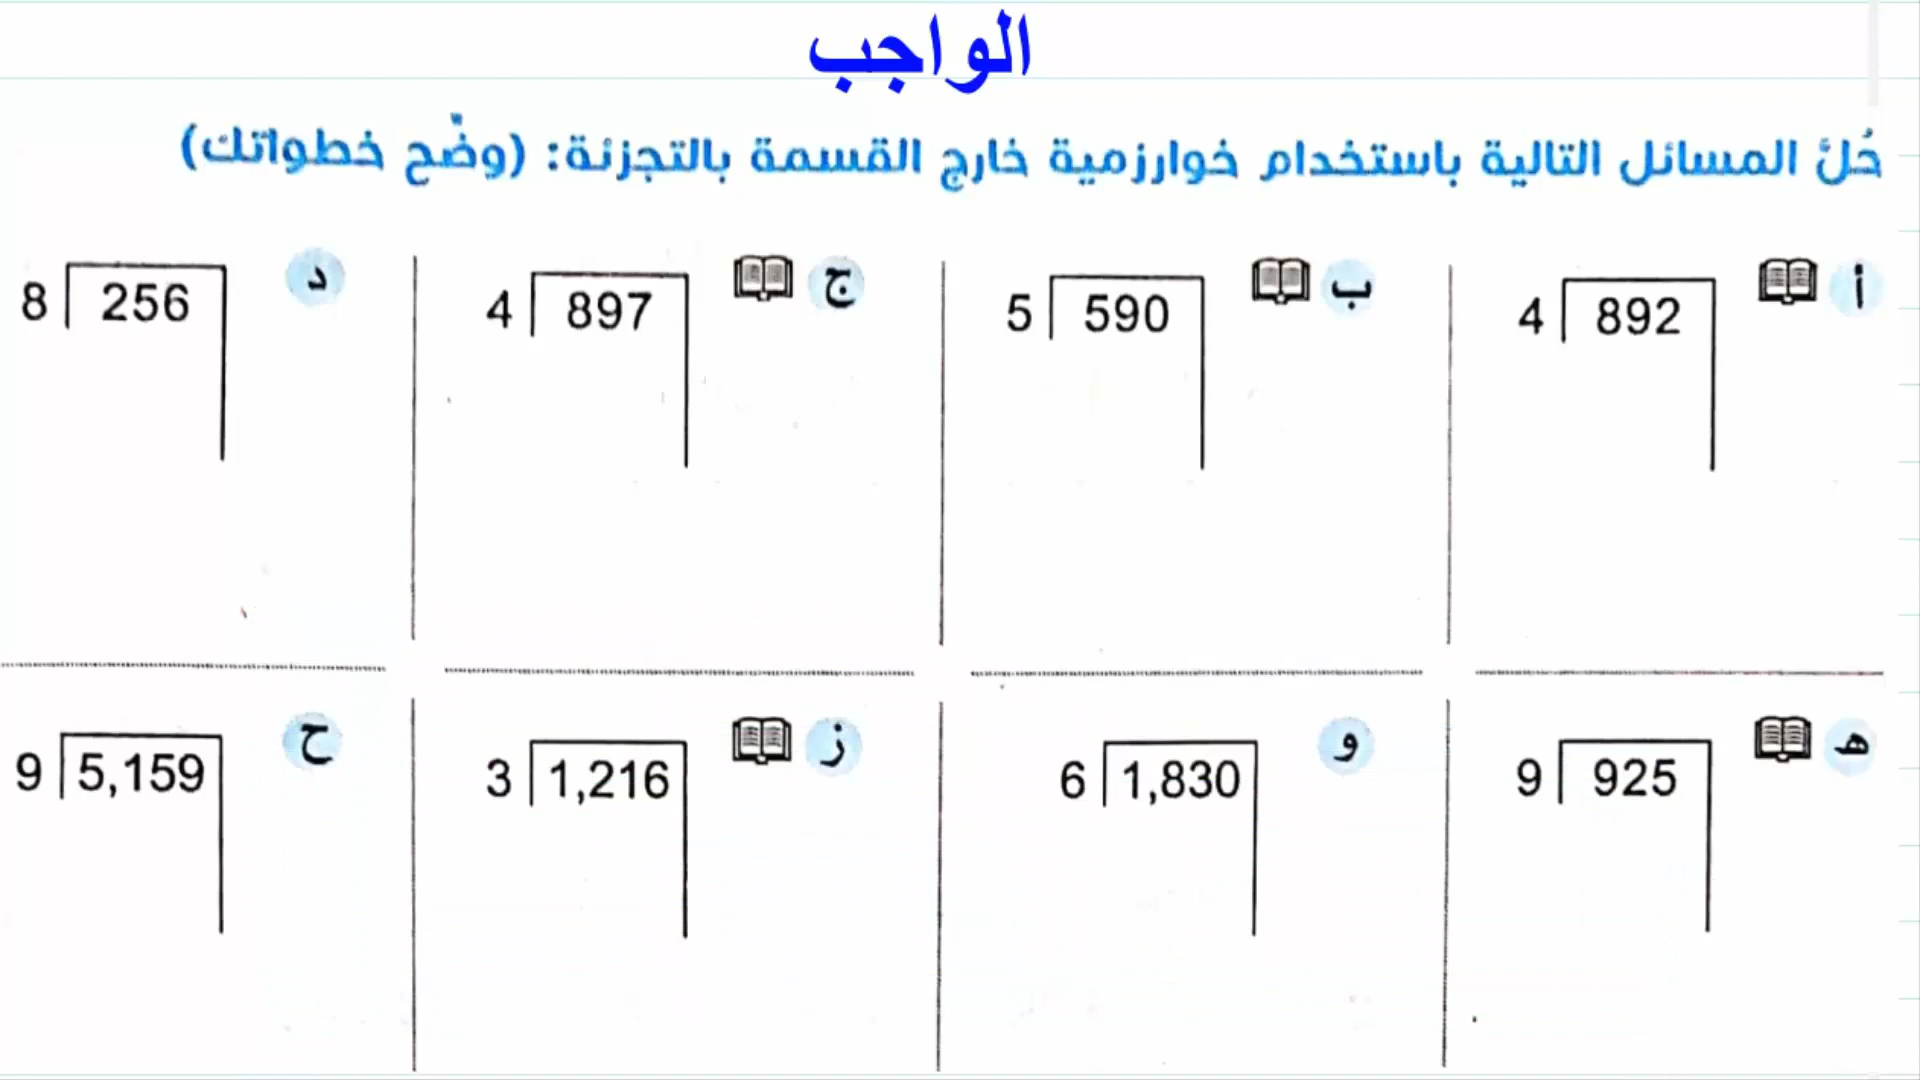 الواجب
حُلَّ المسائل التالية باستخدام خوارزمية خارج القسمة بالتجزئة: (وضّح خطواتك)
أ 4 892
ب 5 590
ج 4 897
د 8 256
هـ 9 925
و 6 1,830
ز 3 1,216
ح 9 5,159